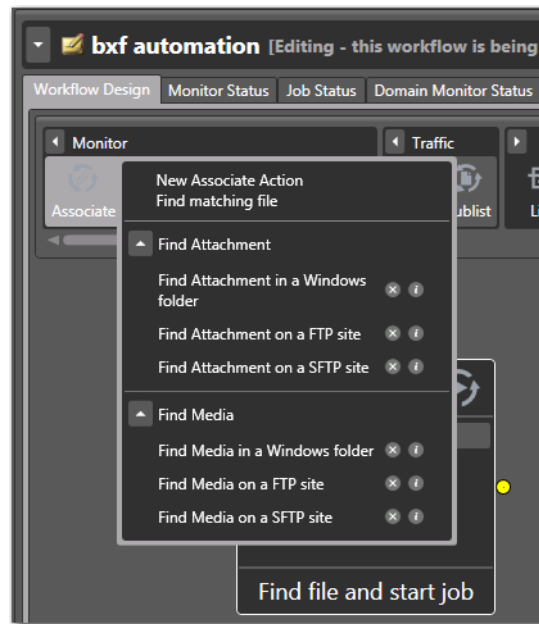 bxf automation [Editing - this workflow is being
Workflow Design Monitor Status Job Status Domain Monitor Status
Monitor Traffic
Associate
New Associate Action
Find matching file
Find Attachment
Find Attachment in a Windows
folder
Find Attachment on a FTP site
Find Attachment on a SFTP site
Find Media
Find Media in a Windows folder
Find Media on a FTP site
Find Media on a SFTP site
Find file and start job